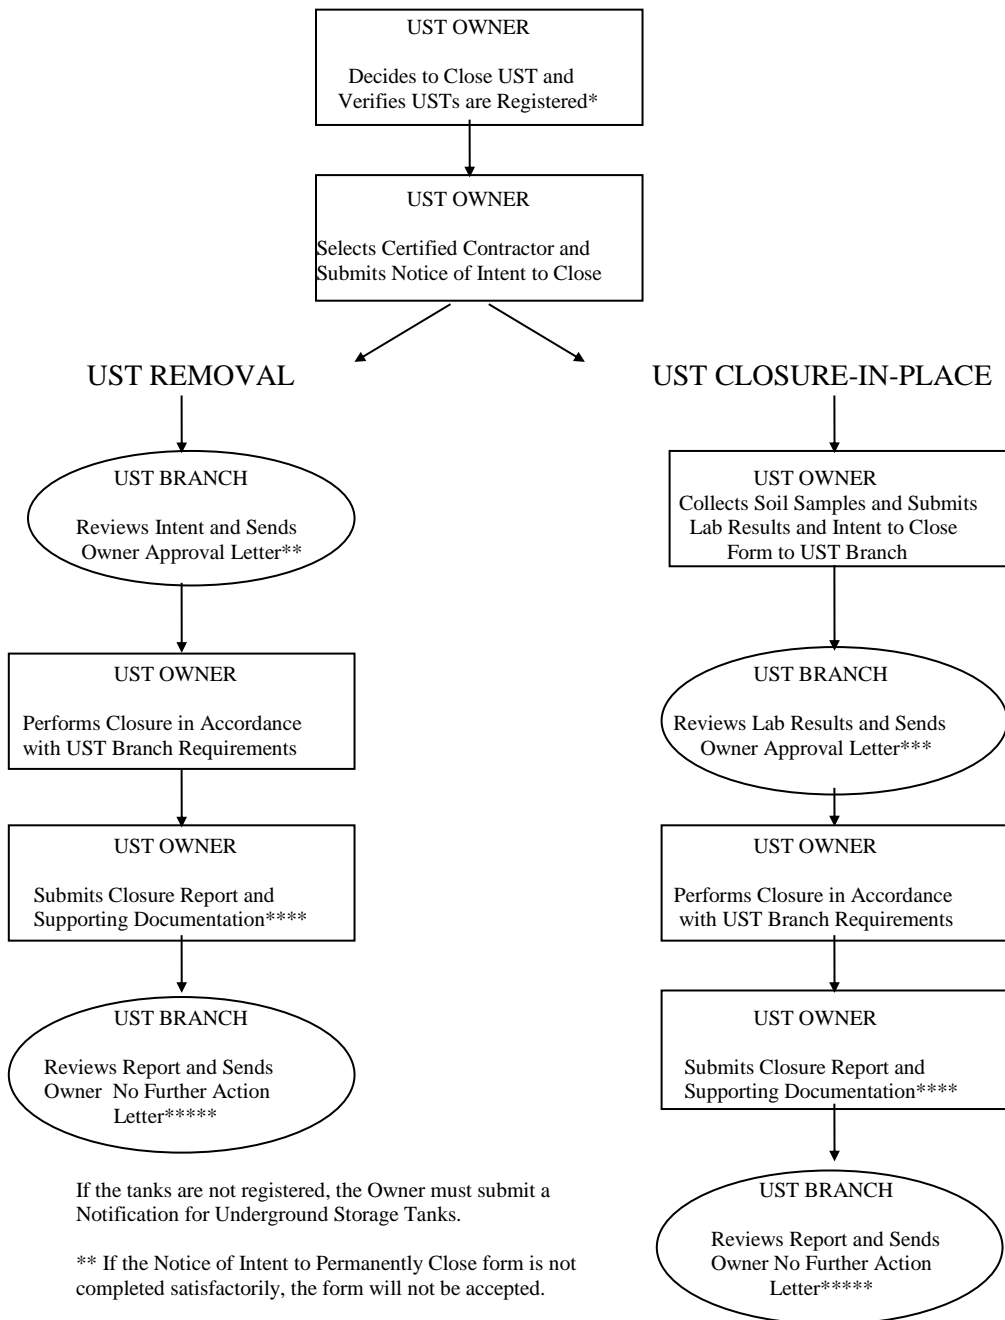 UST OWNER
Decides to Close UST and
Verifies USTs are Registered*
UST OWNER
Selects Certified Contractor and
Submits Notice of Intent to Close
UST REMOVAL
UST BRANCH
Reviews Intent and Sends
Owner Approval Letter**
UST OWNER
Performs Closure in Accordance
with UST Branch Requirements
UST OWNER
Submits Closure Report and
Supporting Documentation****
UST BRANCH
Reviews Report and Sends
Owner No Further Action
Letter*****
UST CLOSURE-IN-PLACE
UST OWNER
Collects Soil Samples and Submits
Lab Results and Intent to Close
Form to UST Branch
UST BRANCH
Reviews Lab Results and Sends
Owner Approval Letter***
UST OWNER
Performs Closure in Accordance
with UST Branch Requirements
UST OWNER
Submits Closure Report and
Supporting Documentation****
UST BRANCH
Reviews Report and Sends
Owner No Further Action
Letter*****
If the tanks are not registered, the Owner must submit a
Notification for Underground Storage Tanks.
** If the Notice of Intent to Permanently Close form is not
completed satisfactorily, the form will not be accepted.